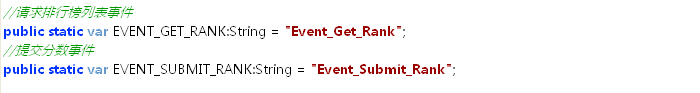 //请求排行榜列表事件
public static var EVENT_GET_RANK:String = "Event_Get_Rank";
//提交分数事件
public static var EVENT_SUBMIT_RANK:String = "Event_Submit_Rank";